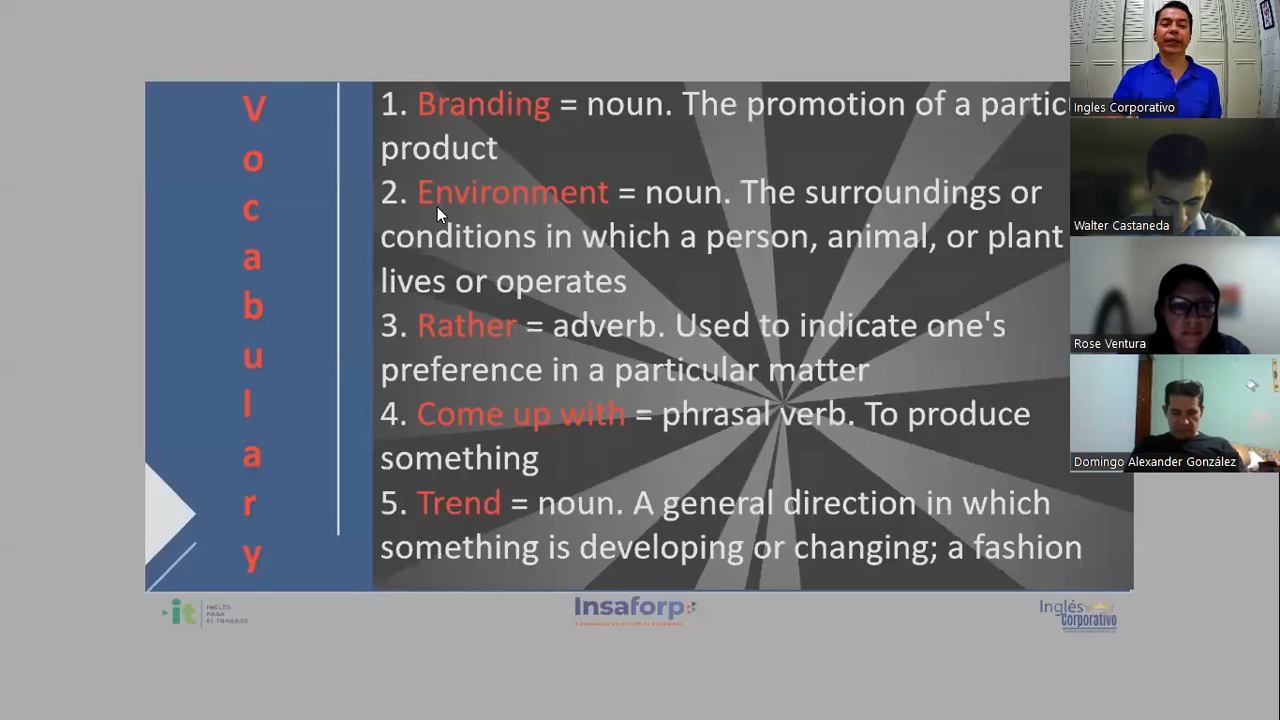 Vocabulary
1. Branding = noun. The promotion of a partic
product
2. Environment = noun. The surroundings or
conditions in which a person, animal, or plant
lives or operates
3. Rather = adverb. Used to indicate one's
preference in a particular matter
4. Come up with = phrasal verb. To produce
something
5. Trend = noun. A general direction in which
something is developing or changing; a fashion
it
INGLÉS
PARA
EL TRABAJO
Insaforp
Inglés
Corporativo
Ingles Corporativo
Walter Castaneda
Rose Ventura
Domingo Alexander González